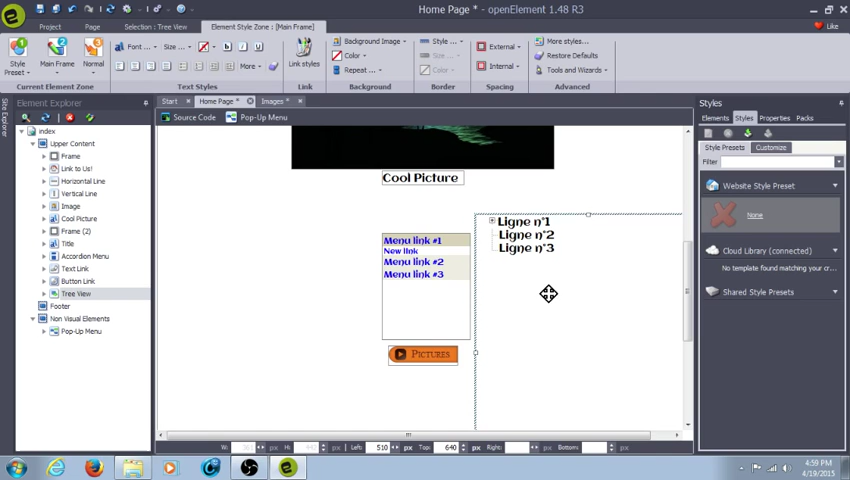 Home Page * openElement 1.48 R3
Project Page Selection : Tree View Element Style Zone : [Main Frame] Like
Style Preset Main Frame Normal
Current Element Zone
Font... Size...
More
Text Styles
Link styles
Link
Background Image
Color
Repeat ...
Background
Style ...
Size ...
Color
Border
External
Internal
Spacing
More styles...
Restore Defaults
Tools and Wizards
Advanced
Site Explorer
Element Explorer
index
Upper Content
Frame
Link to Us!
Horizontal Line
Vertical Line
Image
Cool Picture
Frame (2)
Title
Accordion Menu
Text Link
Button Link
Tree View
Footer
Non Visual Elements
Pop-Up Menu
Start Home Page * Images *
Source Code Pop-Up Menu
Cool Picture
Menu link #1
New link
Menu link #2
Menu link #3
Pictures
Ligne n°1
Ligne n°2
Ligne n°3
W: px H: px Left: 510 px Top: 640 px Right: px Bottom: px
Styles
Elements Styles Properties Packs
Style Presets Customize
Filter
Website Style Preset
None
Cloud Library (connected)
No template found matching your cr...
Shared Style Presets
4:59 PM
4/19/2015